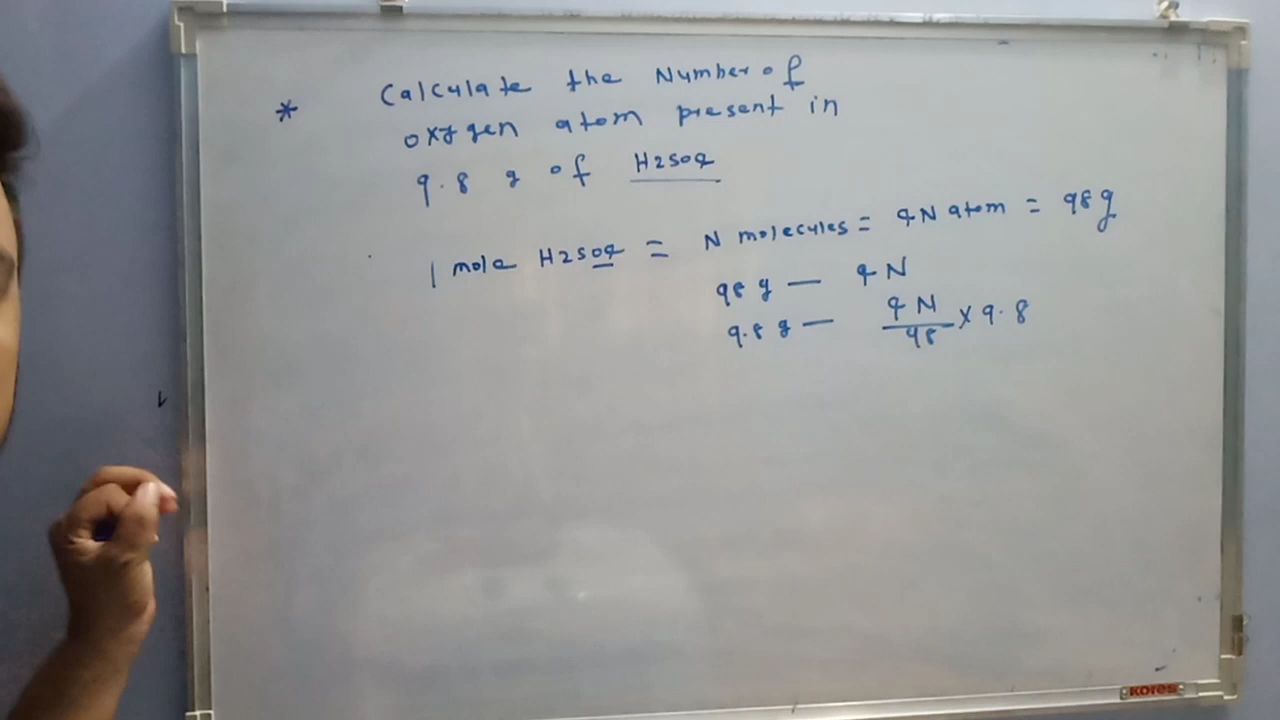 * Calculate the Number of
oxygen atom present in
9.8 g of H2SO4
1 mole H2SO4 = N molecules = 4N atom = 98g
98 g — 4N
9.8 g — 4N/98 × 9.8
Kores